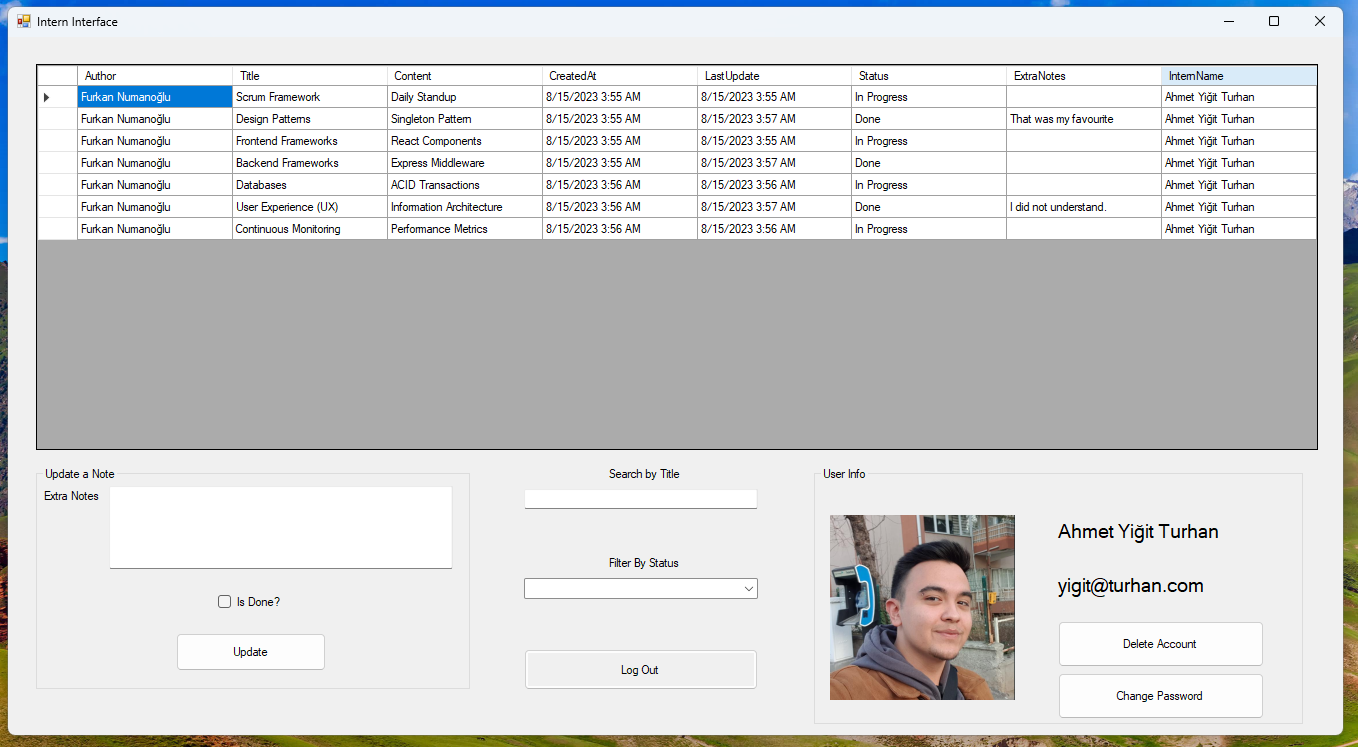 Intern Interface
Author Title Content CreatedAt LastUpdate Status ExtraNotes InternName
Furkan Numanoğlu Scrum Framework Daily Standup 8/15/2023 3:55 AM 8/15/2023 3:55 AM In Progress Ahmet Yiğit Turhan
Furkan Numanoğlu Design Patterns Singleton Pattern 8/15/2023 3:55 AM 8/15/2023 3:57 AM Done That was my favourite Ahmet Yiğit Turhan
Furkan Numanoğlu Frontend Frameworks React Components 8/15/2023 3:55 AM 8/15/2023 3:55 AM In Progress Ahmet Yiğit Turhan
Furkan Numanoğlu Backend Frameworks Express Middleware 8/15/2023 3:55 AM 8/15/2023 3:57 AM Done Ahmet Yiğit Turhan
Furkan Numanoğlu Databases ACID Transactions 8/15/2023 3:56 AM 8/15/2023 3:56 AM In Progress Ahmet Yiğit Turhan
Furkan Numanoğlu User Experience (UX) Information Architecture 8/15/2023 3:56 AM 8/15/2023 3:57 AM Done I did not understand. Ahmet Yiğit Turhan
Furkan Numanoğlu Continuous Monitoring Performance Metrics 8/15/2023 3:56 AM 8/15/2023 3:56 AM In Progress Ahmet Yiğit Turhan
Update a Note
Extra Notes
Is Done?
Update
Search by Title
Filter By Status
Log Out
User Info
Ahmet Yiğit Turhan
yigit@turhan.com
Delete Account
Change Password